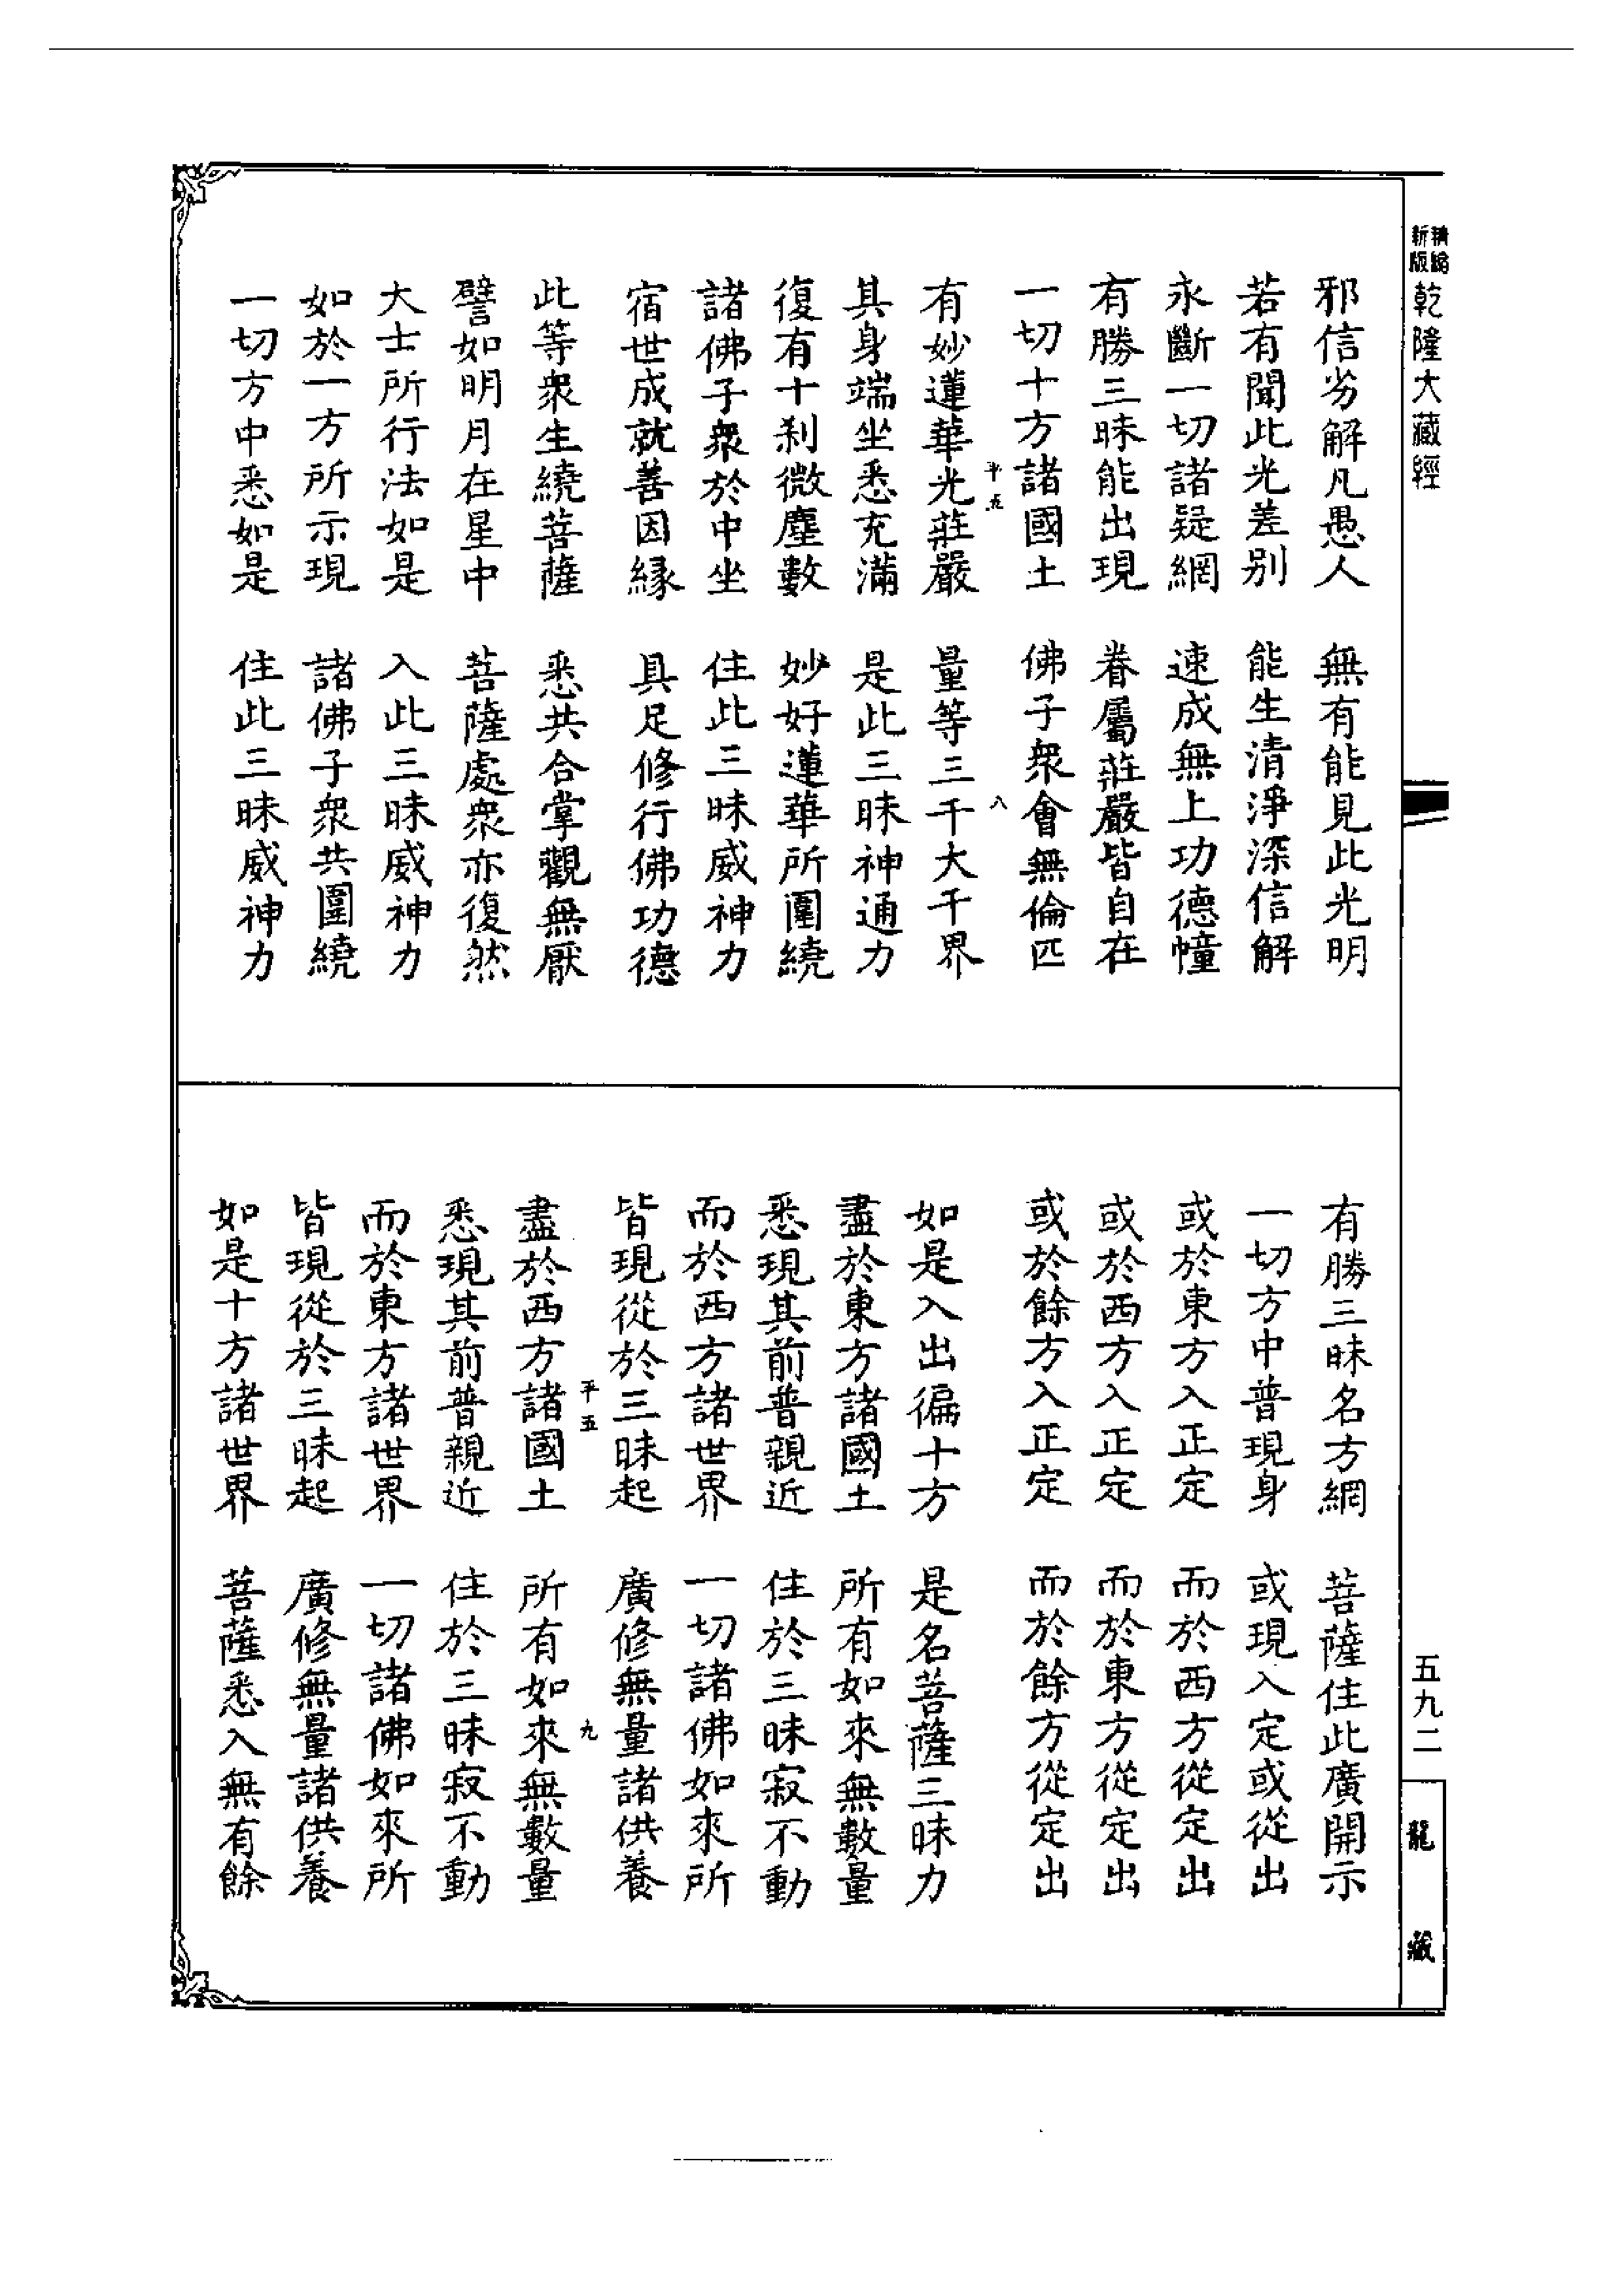 精縮新版乾隆大藏經
邪信劣解凡愚人　無有能見此光明
若有聞此光差別　能生清淨深信解
永斷一切諸疑網　速成無上功德幢
有勝三昧能出現　眷屬莊嚴皆自在
一切十方諸國土　佛子衆會無倫匹
平五　八
有妙蓮華光莊嚴　量等三千大千界
其身端坐悉充滿　是此三昧神通力
復有十刹微塵數　妙好蓮華所圍繞
諸佛子衆於中坐　住此三昧威神力
宿世成就善因緣　具足修行佛功德
此等衆生繞菩薩　悉共合掌觀無厭
譬如明月在星中　菩薩處衆亦復然
大士所行法如是　入此三昧威神力
如於一方所示現　諸佛子衆共圍繞
一切方中悉如是　住此三昧威神力
有勝三昧名方網　菩薩住此廣開示
一切方中普現身　或現入定或從出
或於東方入正定　而於西方從定出
或於西方入正定　而於東方從定出
或於餘方入正定　而於餘方從定出
如是入出徧十方　是名菩薩三昧力
盡於東方諸國土　所有如來無數量
悉現其前普親近　住於三昧寂不動
而於西方諸世界　一切諸佛如來所
皆現從於三昧起　廣修無量諸供養
平五　九
盡於西方諸國土　所有如來無數量
悉現其前普親近　住於三昧寂不動
而於東方諸世界　一切諸佛如來所
皆現從於三昧起　廣修無量諸供養
如是十方諸世界　菩薩悉入無有餘
五九二
龍藏